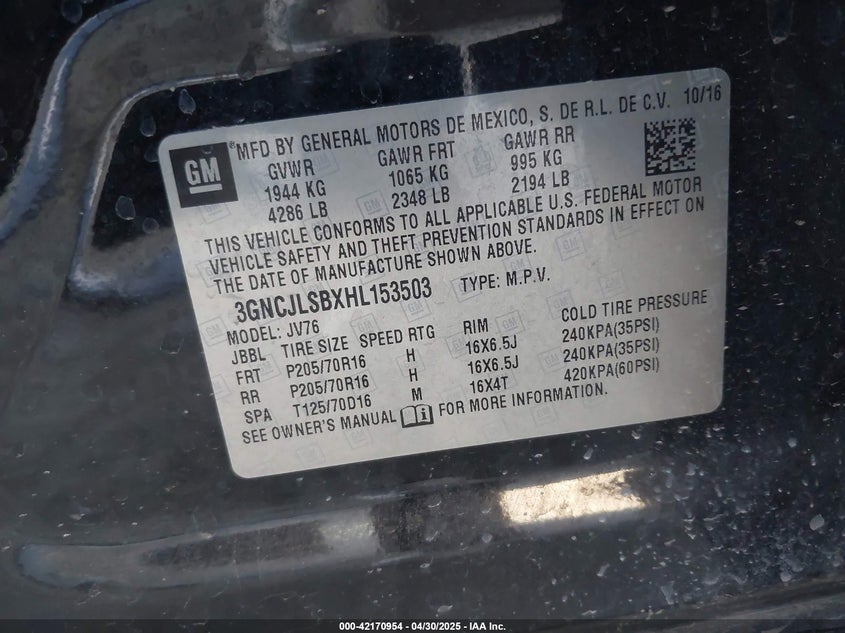 GM
®MFD BY GENERAL MOTORS DE MEXICO, S. DE R.L. DE C.V. 10/16
GVWR GAWR FRT GAWR RR
1944 KG 1065 KG 995 KG
4286 LB 2348 LB 2194 LB
THIS VEHICLE CONFORMS TO ALL APPLICABLE U.S. FEDERAL MOTOR
VEHICLE SAFETY AND THEFT PREVENTION STANDARDS IN EFFECT ON
THE DATE OF MANUFACTURE SHOWN ABOVE.
3GNCJLSBXHL153503 TYPE: M.P.V.
MODEL: JV76
JBBL TIRE SIZE SPEED RTG RIM COLD TIRE PRESSURE
FRT P205/70R16 H 16X6.5J 240KPA(35PSI)
RR P205/70R16 H 16X6.5J 240KPA(35PSI)
SPA T125/70D16 M 16X4T 420KPA(60PSI)
SEE OWNER'S MANUAL FOR MORE INFORMATION.
000-42170954 04/30/2025 - IAA Inc.